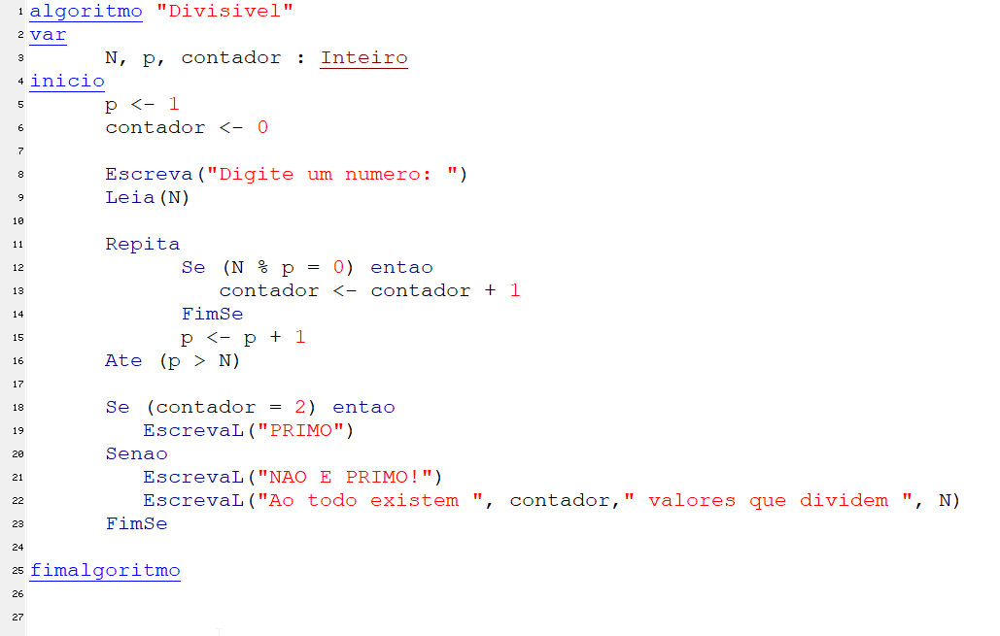 1 algoritmo "Divisivel"
2 var
3 N, p, contador : Inteiro
4 inicio
5 p <- 1
6 contador <- 0
7
8 Escreva("Digite um numero: ")
9 Leia(N)
10
11 Repita
12 Se (N % p = 0) entao
13 contador <- contador + 1
14 FimSe
15 p <- p + 1
16 Ate (p > N)
17
18 Se (contador = 2) entao
19 EscrevaL("PRIMO")
20 Senao
21 EscrevaL("NAO E PRIMO!")
22 EscrevaL("Ao todo existem ", contador," valores que dividem ", N)
23 FimSe
24
25 fimalgoritmo
26
27